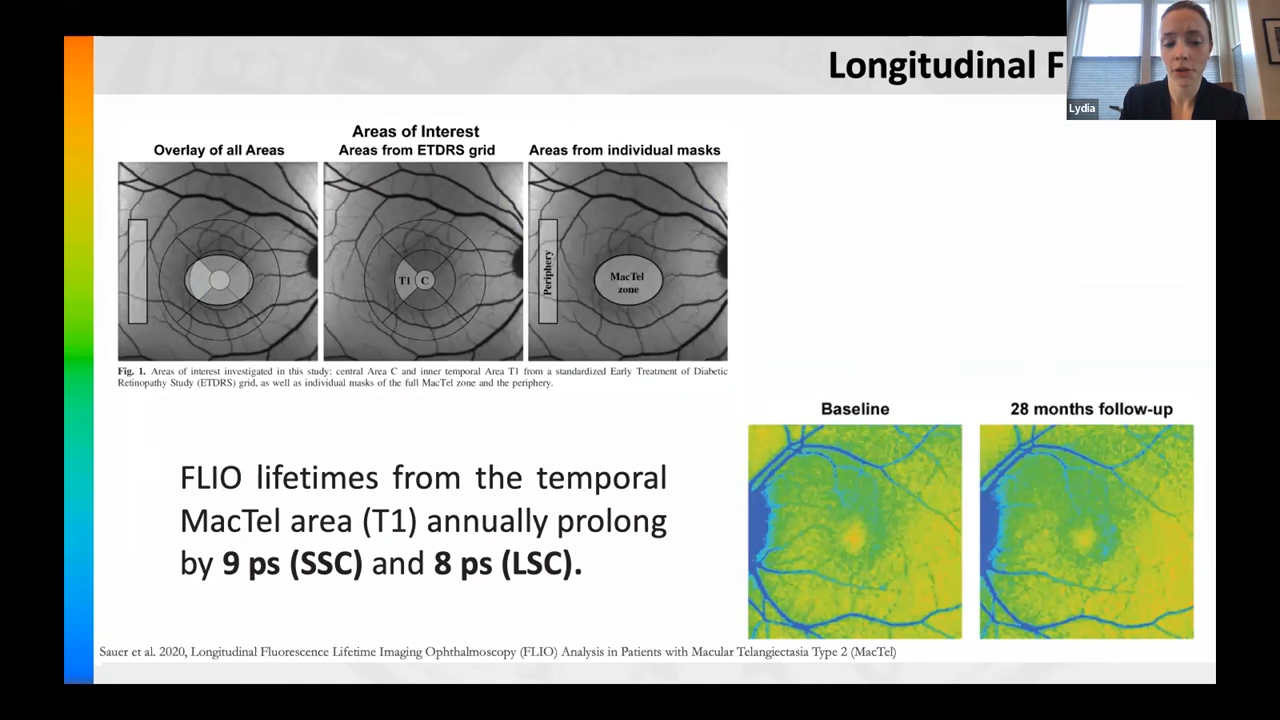 Longitudinal F
Lydia
Areas of Interest
Overlay of all Areas
Areas from ETDRS grid
Areas from individual masks
T1
C
Periphery
MacTel
zone
Fig. 1. Areas of interest investigated in this study: central Area C and inner temporal Area T1 from a standardized Early Treatment of Diabetic
Retinopathy Study (ETDRS) grid, as well as individual masks of the full MacTel zone and the periphery.
Baseline
28 months follow-up
FLIO lifetimes from the temporal
MacTel area (T1) annually prolong
by 9 ps (SSC) and 8 ps (LSC).
Sauer et al. 2020, Longitudinal Fluorescence Lifetime Imaging Ophthalmoscopy (FLIO) Analysis in Patients with Macular Telangiectasia Type 2 (MacTel)